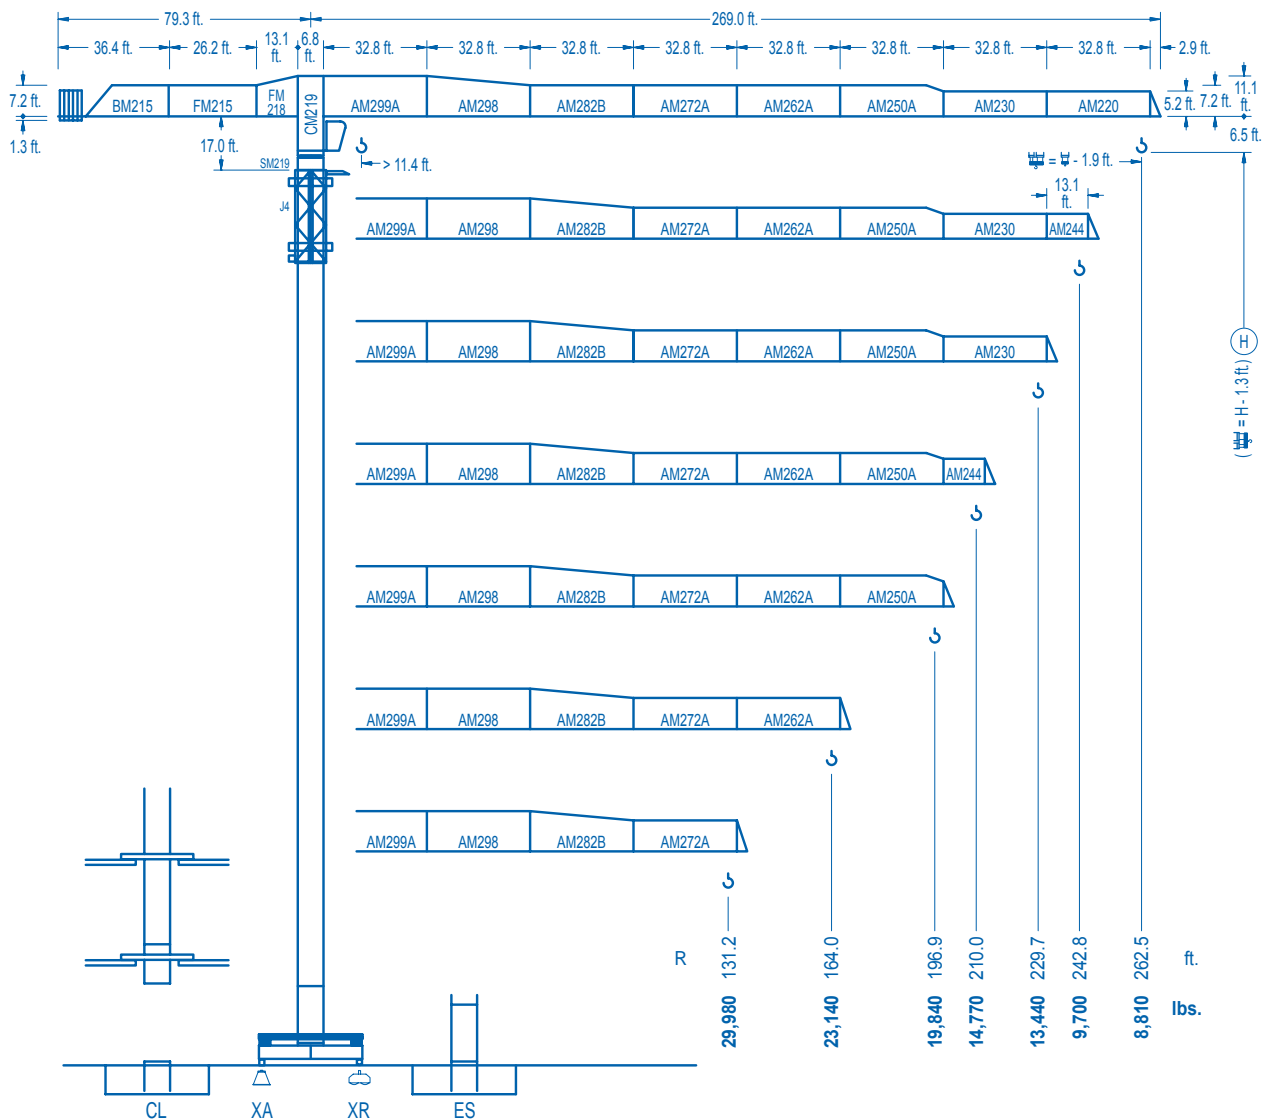 79.3 ft. 269.0 ft.
36.4 ft. 26.2 ft. 13.1 ft. 6.8 ft. 32.8 ft. 32.8 ft. 32.8 ft. 32.8 ft. 32.8 ft. 32.8 ft. 32.8 ft. 32.8 ft. 2.9 ft.
7.2 ft. BM215 FM215 FM 218 CM219 AM299A AM298 AM282B AM272A AM262A AM250A AM230 AM220 5.2 ft. 7.2 ft. 11.1 ft.
1.3 ft. 17.0 ft. 6.5 ft.
SM219 > 11.4 ft. = - 1.9 ft.
13.1 ft.
J4
AM299A AM298 AM282B AM272A AM262A AM250A AM230 AM244
H
( = H - 1.3 ft.)
AM299A AM298 AM282B AM272A AM262A AM250A AM230
AM299A AM298 AM282B AM272A AM262A AM250A AM244
AM299A AM298 AM282B AM272A AM262A AM250A
AM299A AM298 AM282B AM272A AM262A
AM299A AM298 AM282B AM272A
R 131.2 164.0 196.9 210.0 229.7 242.8 262.5 ft.
29,980 23,140 19,840 14,770 13,440 9,700 8,810 lbs.
CL XA XR ES